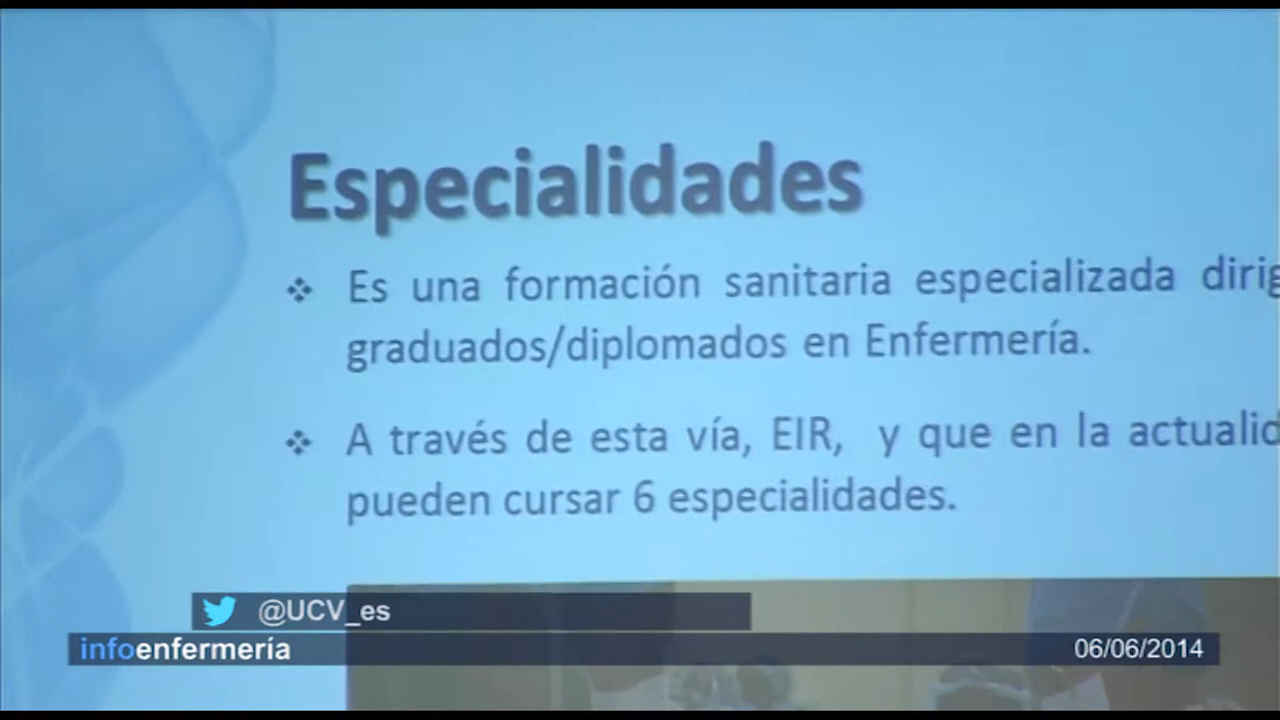 Especialidades
Es una formación sanitaria especializada
graduados/diplomados en Enfermería.
A través de esta vía, EIR, y que en la
pueden cursar 6 especialidades.
@UCV_es
infoenfermería
06/06/2014